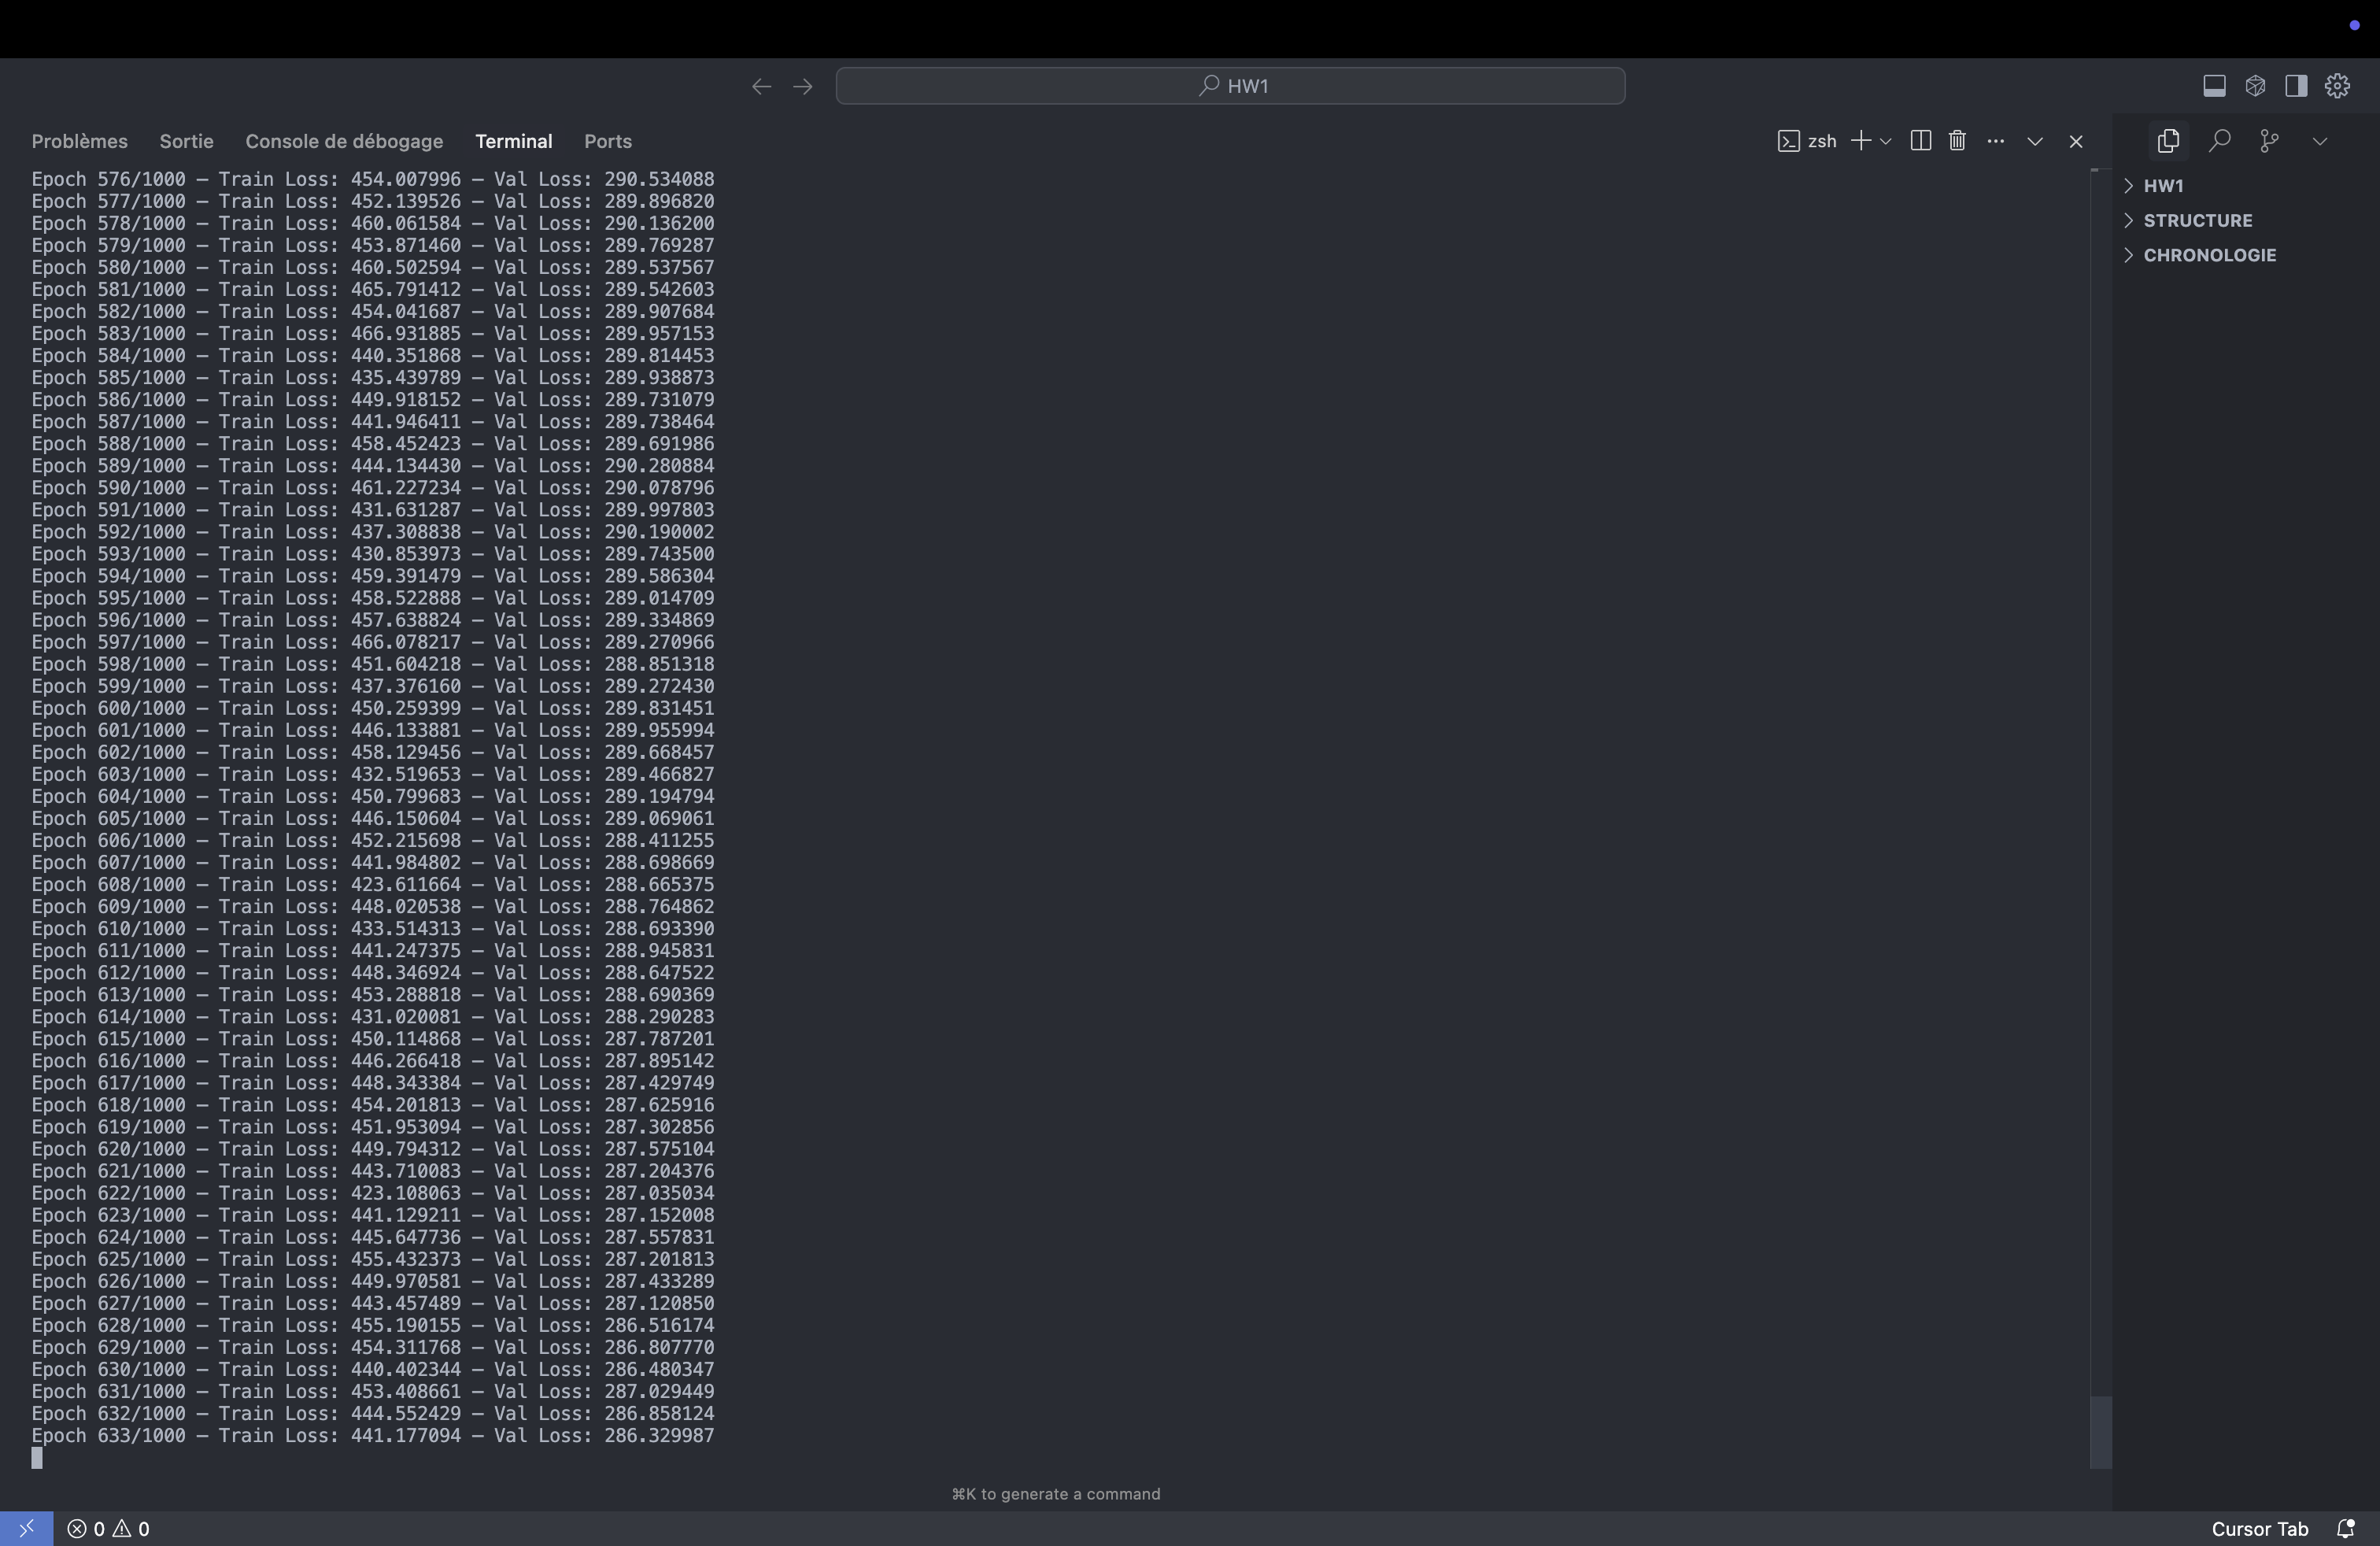 HW1
Problèmes Sortie Console de débogage Terminal Ports
zsh
Epoch 576/1000 — Train Loss: 454.007996 — Val Loss: 290.534088
Epoch 577/1000 — Train Loss: 452.139526 — Val Loss: 289.896820
Epoch 578/1000 — Train Loss: 460.061584 — Val Loss: 290.136200
Epoch 579/1000 — Train Loss: 453.871460 — Val Loss: 289.769287
Epoch 580/1000 — Train Loss: 460.502594 — Val Loss: 289.537567
Epoch 581/1000 — Train Loss: 465.791412 — Val Loss: 289.542603
Epoch 582/1000 — Train Loss: 454.041687 — Val Loss: 289.907684
Epoch 583/1000 — Train Loss: 466.931885 — Val Loss: 289.957153
Epoch 584/1000 — Train Loss: 440.351868 — Val Loss: 289.814453
Epoch 585/1000 — Train Loss: 435.439789 — Val Loss: 289.938873
Epoch 586/1000 — Train Loss: 449.918152 — Val Loss: 289.731079
Epoch 587/1000 — Train Loss: 441.946411 — Val Loss: 289.738464
Epoch 588/1000 — Train Loss: 458.452423 — Val Loss: 289.691986
Epoch 589/1000 — Train Loss: 444.134430 — Val Loss: 290.280884
Epoch 590/1000 — Train Loss: 461.227234 — Val Loss: 290.078796
Epoch 591/1000 — Train Loss: 431.631287 — Val Loss: 289.997803
Epoch 592/1000 — Train Loss: 437.308838 — Val Loss: 290.190002
Epoch 593/1000 — Train Loss: 430.853973 — Val Loss: 289.743500
Epoch 594/1000 — Train Loss: 459.391479 — Val Loss: 289.586304
Epoch 595/1000 — Train Loss: 458.522888 — Val Loss: 289.014709
Epoch 596/1000 — Train Loss: 457.638824 — Val Loss: 289.334869
Epoch 597/1000 — Train Loss: 466.078217 — Val Loss: 289.270966
Epoch 598/1000 — Train Loss: 451.604218 — Val Loss: 288.851318
Epoch 599/1000 — Train Loss: 437.376160 — Val Loss: 289.272430
Epoch 600/1000 — Train Loss: 450.259399 — Val Loss: 289.831451
Epoch 601/1000 — Train Loss: 446.133881 — Val Loss: 289.955994
Epoch 602/1000 — Train Loss: 458.129456 — Val Loss: 289.668457
Epoch 603/1000 — Train Loss: 432.519653 — Val Loss: 289.466827
Epoch 604/1000 — Train Loss: 450.799683 — Val Loss: 289.194794
Epoch 605/1000 — Train Loss: 446.150604 — Val Loss: 289.069061
Epoch 606/1000 — Train Loss: 452.215698 — Val Loss: 288.411255
Epoch 607/1000 — Train Loss: 441.984802 — Val Loss: 288.698669
Epoch 608/1000 — Train Loss: 423.611664 — Val Loss: 288.665375
Epoch 609/1000 — Train Loss: 448.020538 — Val Loss: 288.764862
Epoch 610/1000 — Train Loss: 433.514313 — Val Loss: 288.693390
Epoch 611/1000 — Train Loss: 441.247375 — Val Loss: 288.945831
Epoch 612/1000 — Train Loss: 448.346924 — Val Loss: 288.647522
Epoch 613/1000 — Train Loss: 453.288818 — Val Loss: 288.690369
Epoch 614/1000 — Train Loss: 431.020081 — Val Loss: 288.290283
Epoch 615/1000 — Train Loss: 450.114868 — Val Loss: 287.787201
Epoch 616/1000 — Train Loss: 446.266418 — Val Loss: 287.895142
Epoch 617/1000 — Train Loss: 448.343384 — Val Loss: 287.429749
Epoch 618/1000 — Train Loss: 454.201813 — Val Loss: 287.625916
Epoch 619/1000 — Train Loss: 451.953094 — Val Loss: 287.302856
Epoch 620/1000 — Train Loss: 449.794312 — Val Loss: 287.575104
Epoch 621/1000 — Train Loss: 443.710083 — Val Loss: 287.204376
Epoch 622/1000 — Train Loss: 423.108063 — Val Loss: 287.035034
Epoch 623/1000 — Train Loss: 441.129211 — Val Loss: 287.152008
Epoch 624/1000 — Train Loss: 445.647736 — Val Loss: 287.557831
Epoch 625/1000 — Train Loss: 455.432373 — Val Loss: 287.201813
Epoch 626/1000 — Train Loss: 449.970581 — Val Loss: 287.433289
Epoch 627/1000 — Train Loss: 443.457489 — Val Loss: 287.120850
Epoch 628/1000 — Train Loss: 455.190155 — Val Loss: 286.516174
Epoch 629/1000 — Train Loss: 454.311768 — Val Loss: 286.807770
Epoch 630/1000 — Train Loss: 440.402344 — Val Loss: 286.480347
Epoch 631/1000 — Train Loss: 453.408661 — Val Loss: 287.029449
Epoch 632/1000 — Train Loss: 444.552429 — Val Loss: 286.858124
Epoch 633/1000 — Train Loss: 441.177094 — Val Loss: 286.329987
⌘K to generate a command
HW1
STRUCTURE
CHRONOLOGIE
0 0
Cursor Tab